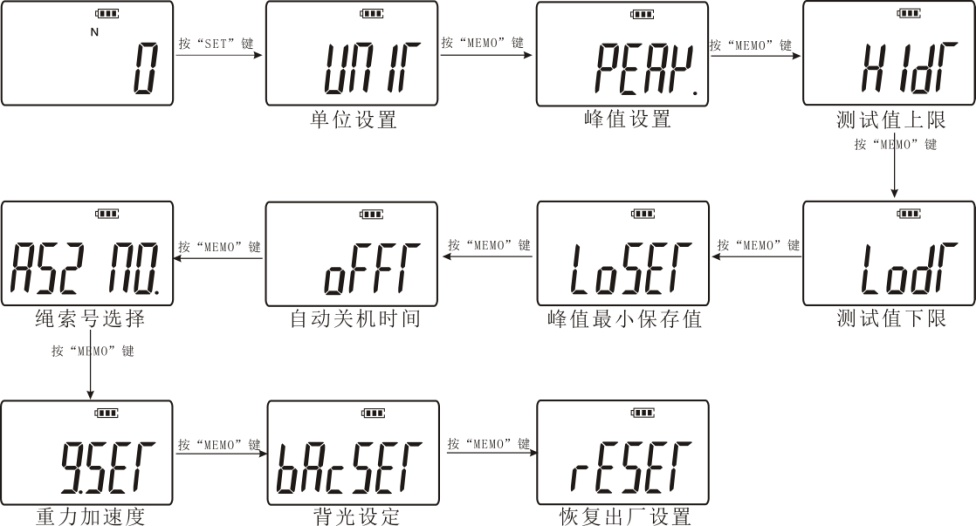 N
0
按“SET”键
UNIT
单位设置
按“MEMO”键
PEAK.
峰值设置
按“MEMO”键
HIdT
测试值上限
按“MEMO”键
LodT
测试值下限
按“MEMO”键
LoSET
峰值最小保存值
按“MEMO”键
oFFT
自动关机时间
按“MEMO”键
ASZ NO.
绳索号选择
按“MEMO”键
g.SET
重力加速度
按“MEMO”键
bAcSET
背光设定
按“MEMO”键
rESET
恢复出厂设置